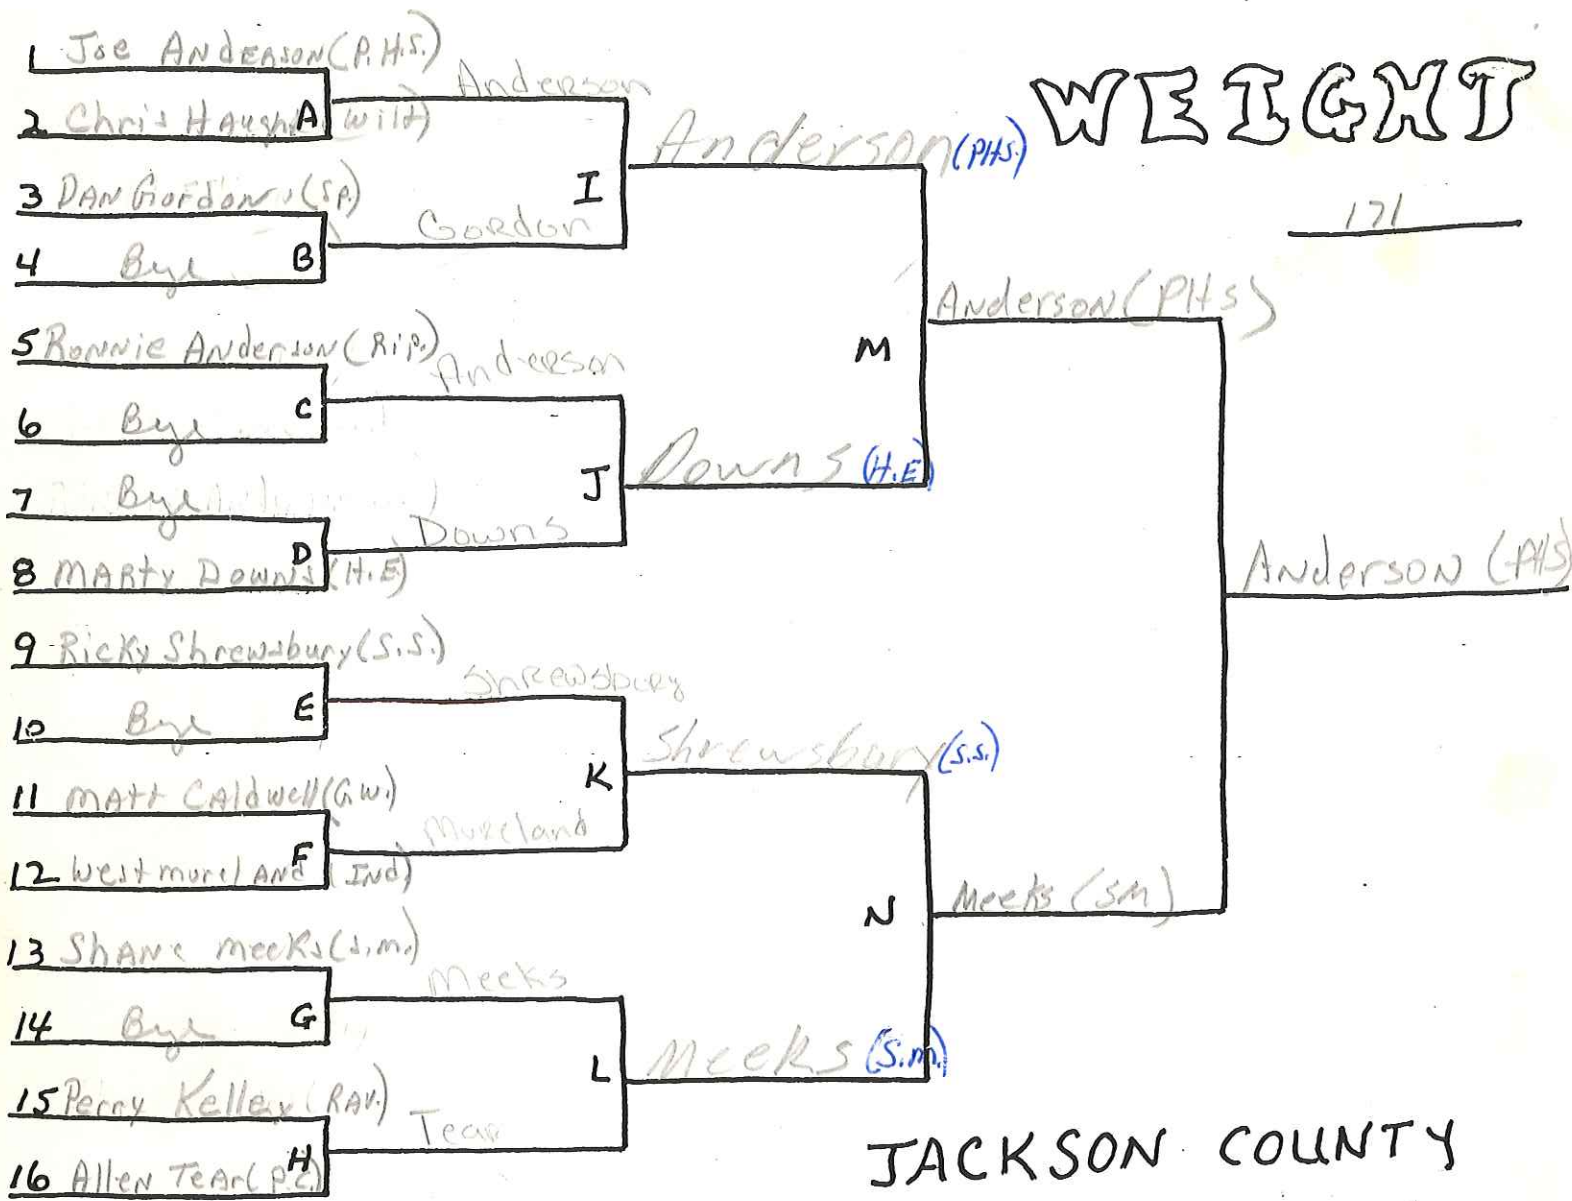 WEIGHT
171
1 Joe Anderson (P.H.S.)
2 Chris (Wild)
A
3 Dan Gordon (Sp.)
4 Bye
B
5 Ronnie Anderson (Rip.)
6 Bye
C
7 Bye
8 Marty Downs (H.E)
D
9 Ricky Shrewsbury (S.S.)
10 Bye
E
11 Matt Caldwell (G.W.)
12 Westmoreland (Ind)
F
13 Shane Meeks (S.M.)
14 Bye
G
15 Perry Kelley (RAV.)
16 Allen Tear (P.C.)
H
Anderson
Gordon
I
Anderson
Downs
J
Shrewsbury
Moreland
K
Meeks
Tear
L
Anderson (PHS.)
Downs (H.E)
M
Shrewsbury (S.S.)
Meeks (S.M.)
N
Anderson (PHS)
Meeks (SM)
Anderson (PHS)
JACKSON COUNTY